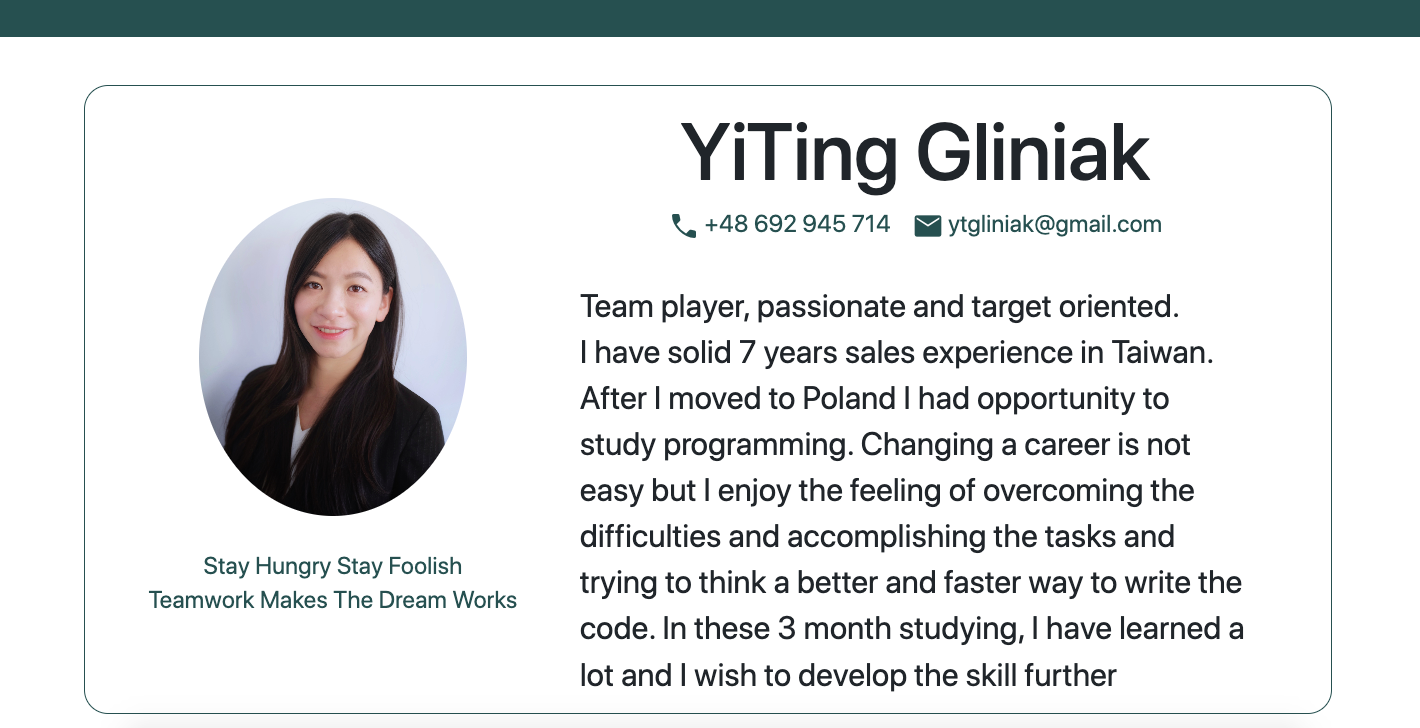 YiTing Gliniak
+48 692 945 714 ytgliniak@gmail.com
Team player, passionate and target oriented.
I have solid 7 years sales experience in Taiwan.
After I moved to Poland I had opportunity to
study programming. Changing a career is not
easy but I enjoy the feeling of overcoming the
difficulties and accomplishing the tasks and
trying to think a better and faster way to write the
code. In these 3 month studying, I have learned a
lot and I wish to develop the skill further
Stay Hungry Stay Foolish
Teamwork Makes The Dream Works